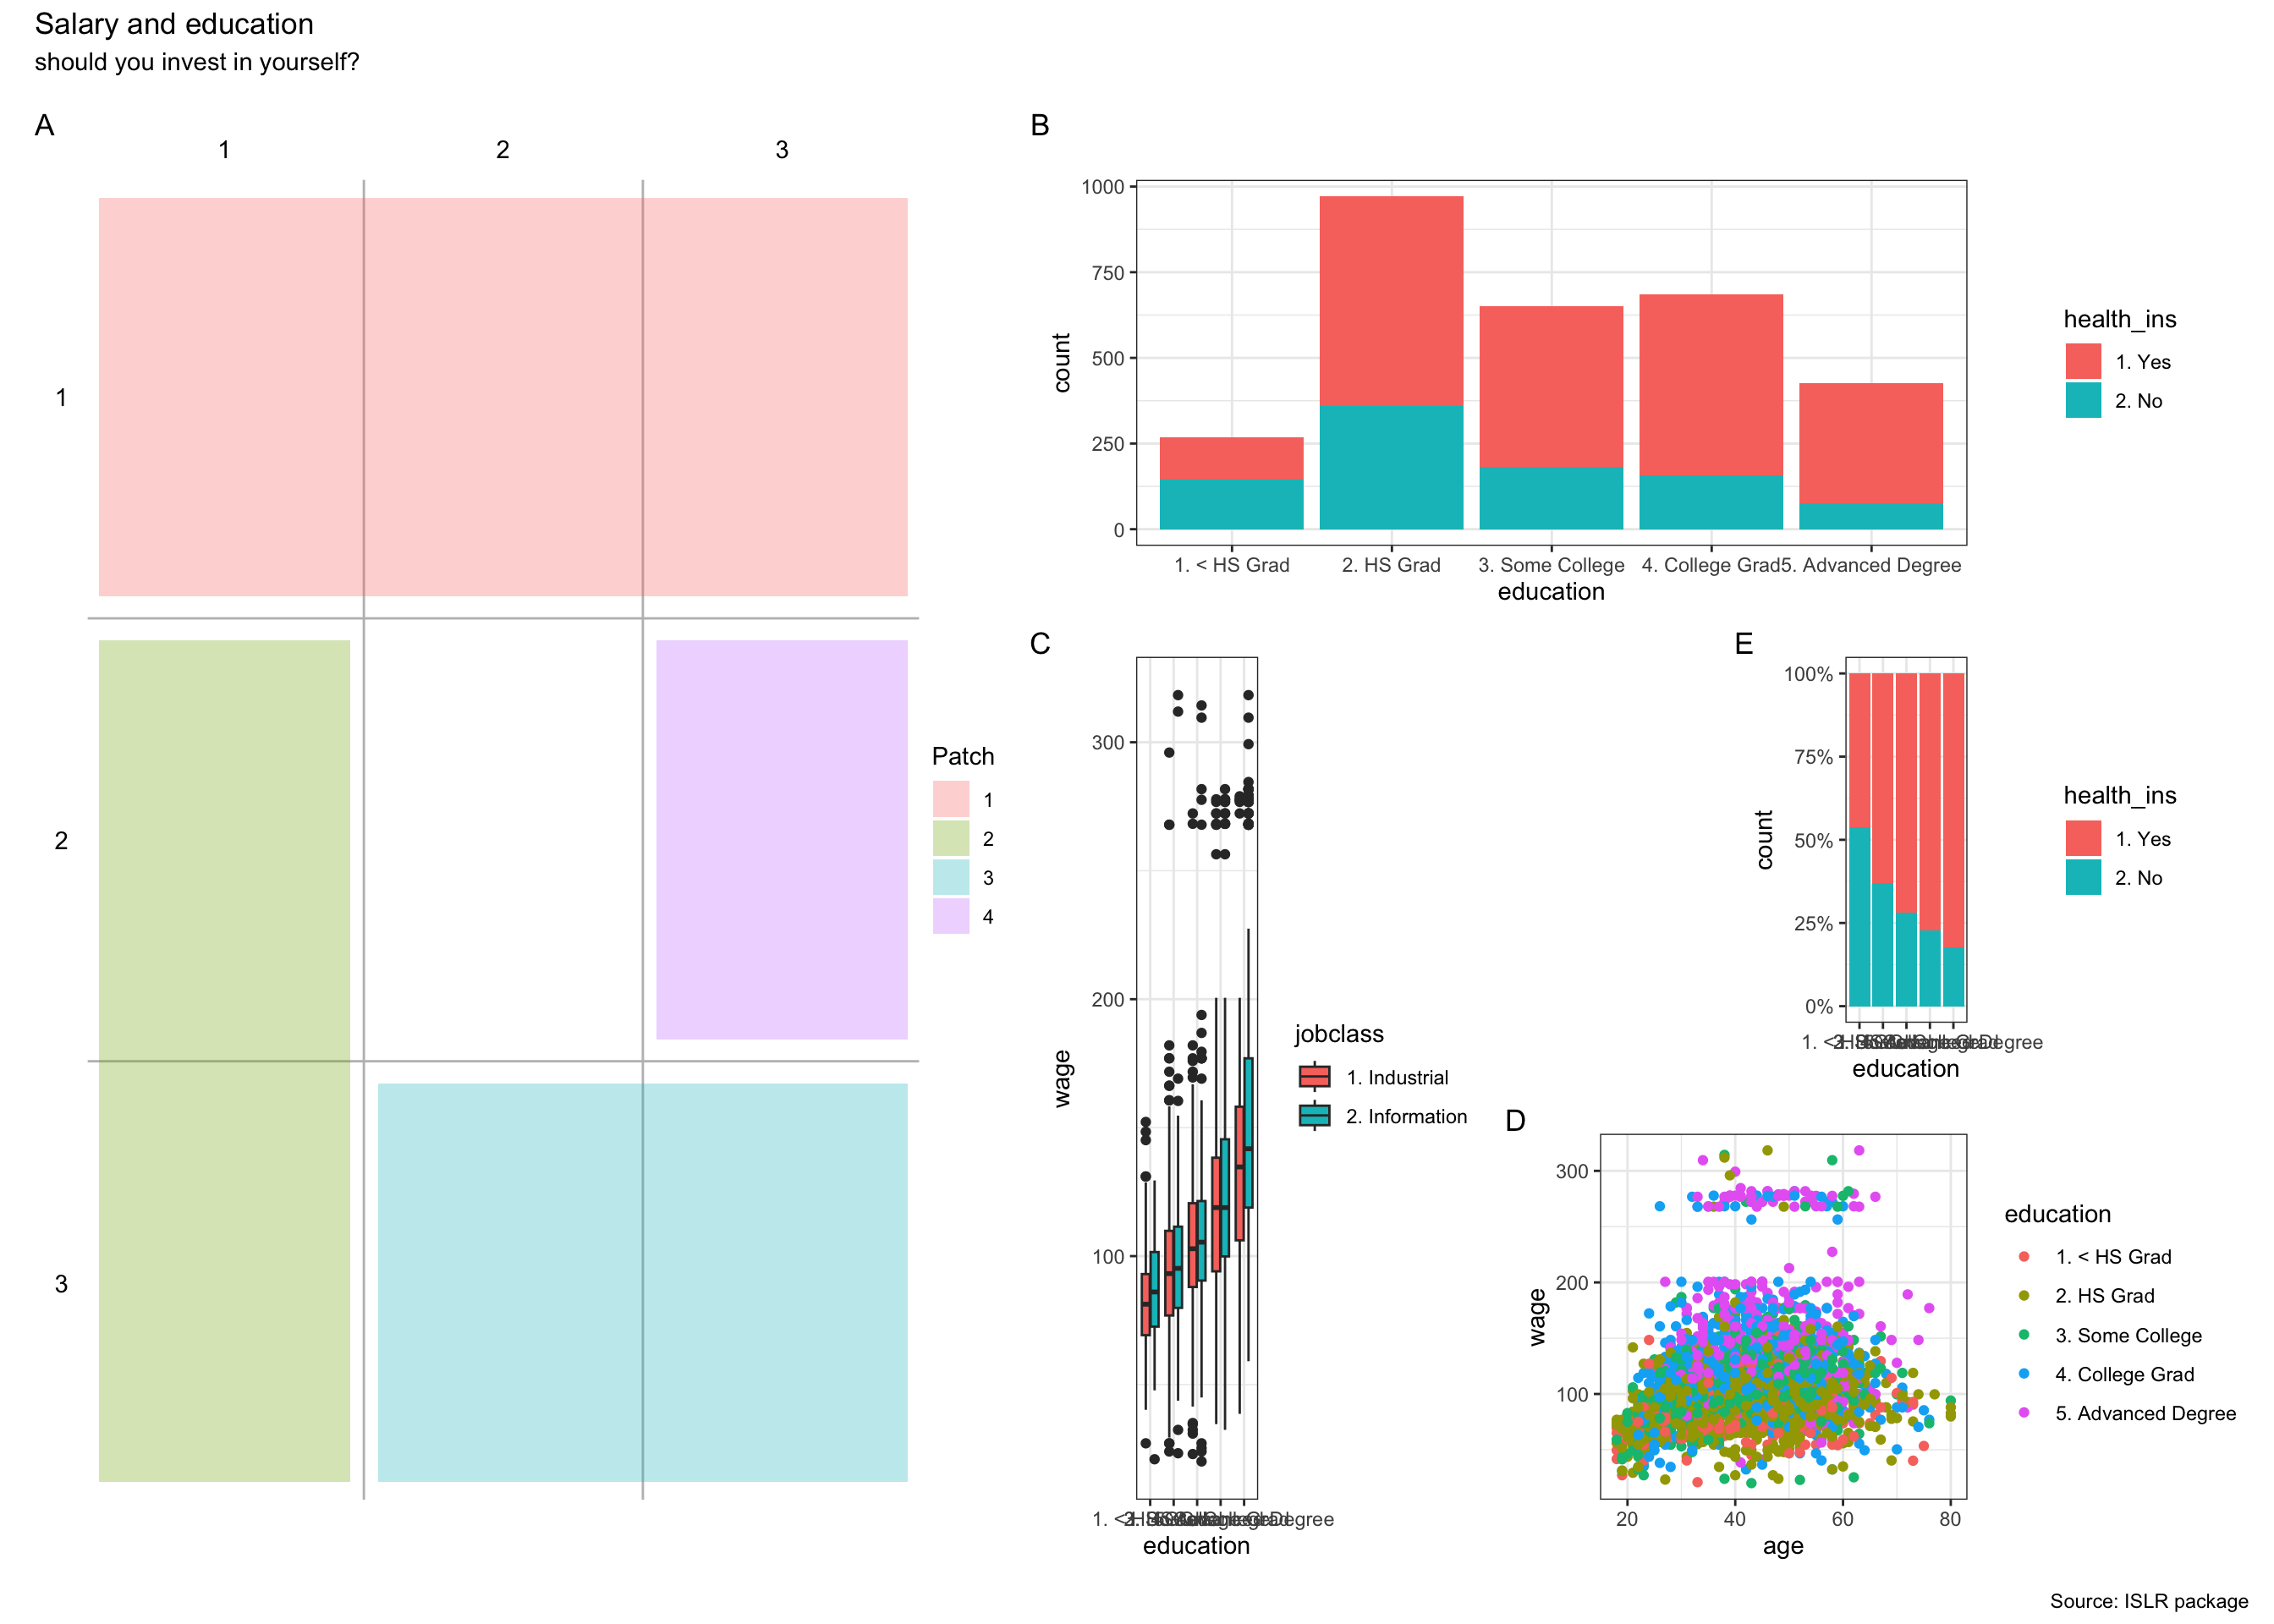 Salary and education
should you invest in yourself?
A
1 2 3
1
2
3
Patch
1
2
3
4
B
1000
750
500
250
0
count
1. < HS Grad 2. HS Grad 3. Some College 4. College Grad 5. Advanced Degree
education
health_ins
1. Yes
2. No
C
300
200
100
wage
education
jobclass
1. Industrial
2. Information
E
100%
75%
50%
25%
0%
count
education
health_ins
1. Yes
2. No
D
300
200
100
wage
20 40 60 80
age
education
1. < HS Grad
2. HS Grad
3. Some College
4. College Grad
5. Advanced Degree
Source: ISLR package